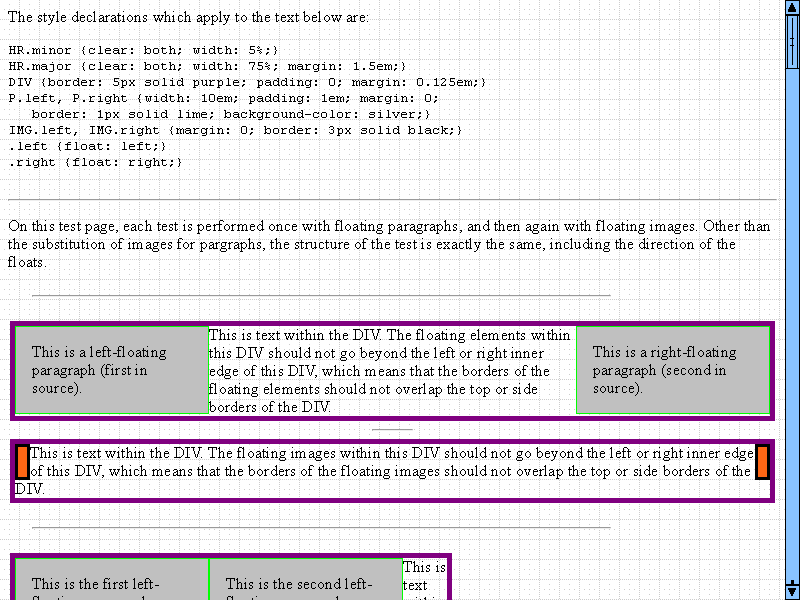 The style declarations which apply to the text below are:
HR.minor {clear: both; width: 5%;}
HR.major {clear: both; width: 75%; margin: 1.5em;}
DIV {border: 5px solid purple; padding: 0; margin: 0.125em;}
P.left, P.right {width: 10em; padding: 1em; margin: 0;
border: 1px solid lime; background-color: silver;}
IMG.left, IMG.right {margin: 0; border: 3px solid black;}
.left {float: left;}
.right {float: right;}
On this test page, each test is performed once with floating paragraphs, and then again with floating images. Other than
the substitution of images for pargraphs, the structure of the test is exactly the same, including the direction of the
floats.
This is a left-floating
paragraph (first in
source).
This is text within the DIV. The floating elements within
this DIV should not go beyond the left or right inner
edge of this DIV, which means that the borders of the
floating elements should not overlap the top or side
borders of the DIV.
This is a right-floating
paragraph (second in
source).
This is text within the DIV. The floating images within this DIV should not go beyond the left or right inner edge
of this DIV, which means that the borders of the floating images should not overlap the top or side borders of the
DIV.
This is the first left-
This is the second left-
This is
text